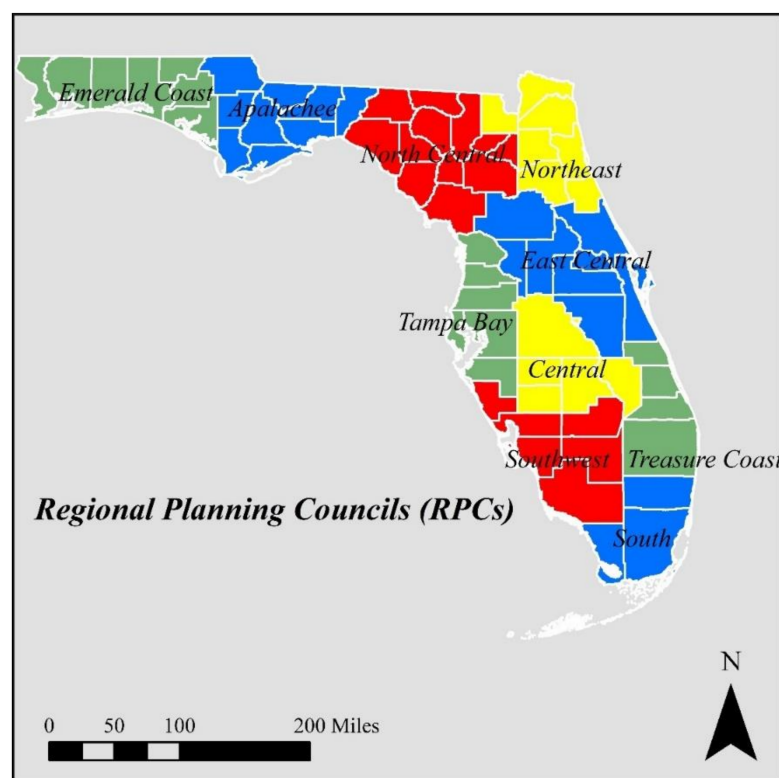 Emerald Coast
Apalachee
North Central
Northeast
East Central
Tampa Bay
Central
Southwest
Treasure Coast
Regional Planning Councils (RPCs)
South
N
0 50 100 200 Miles